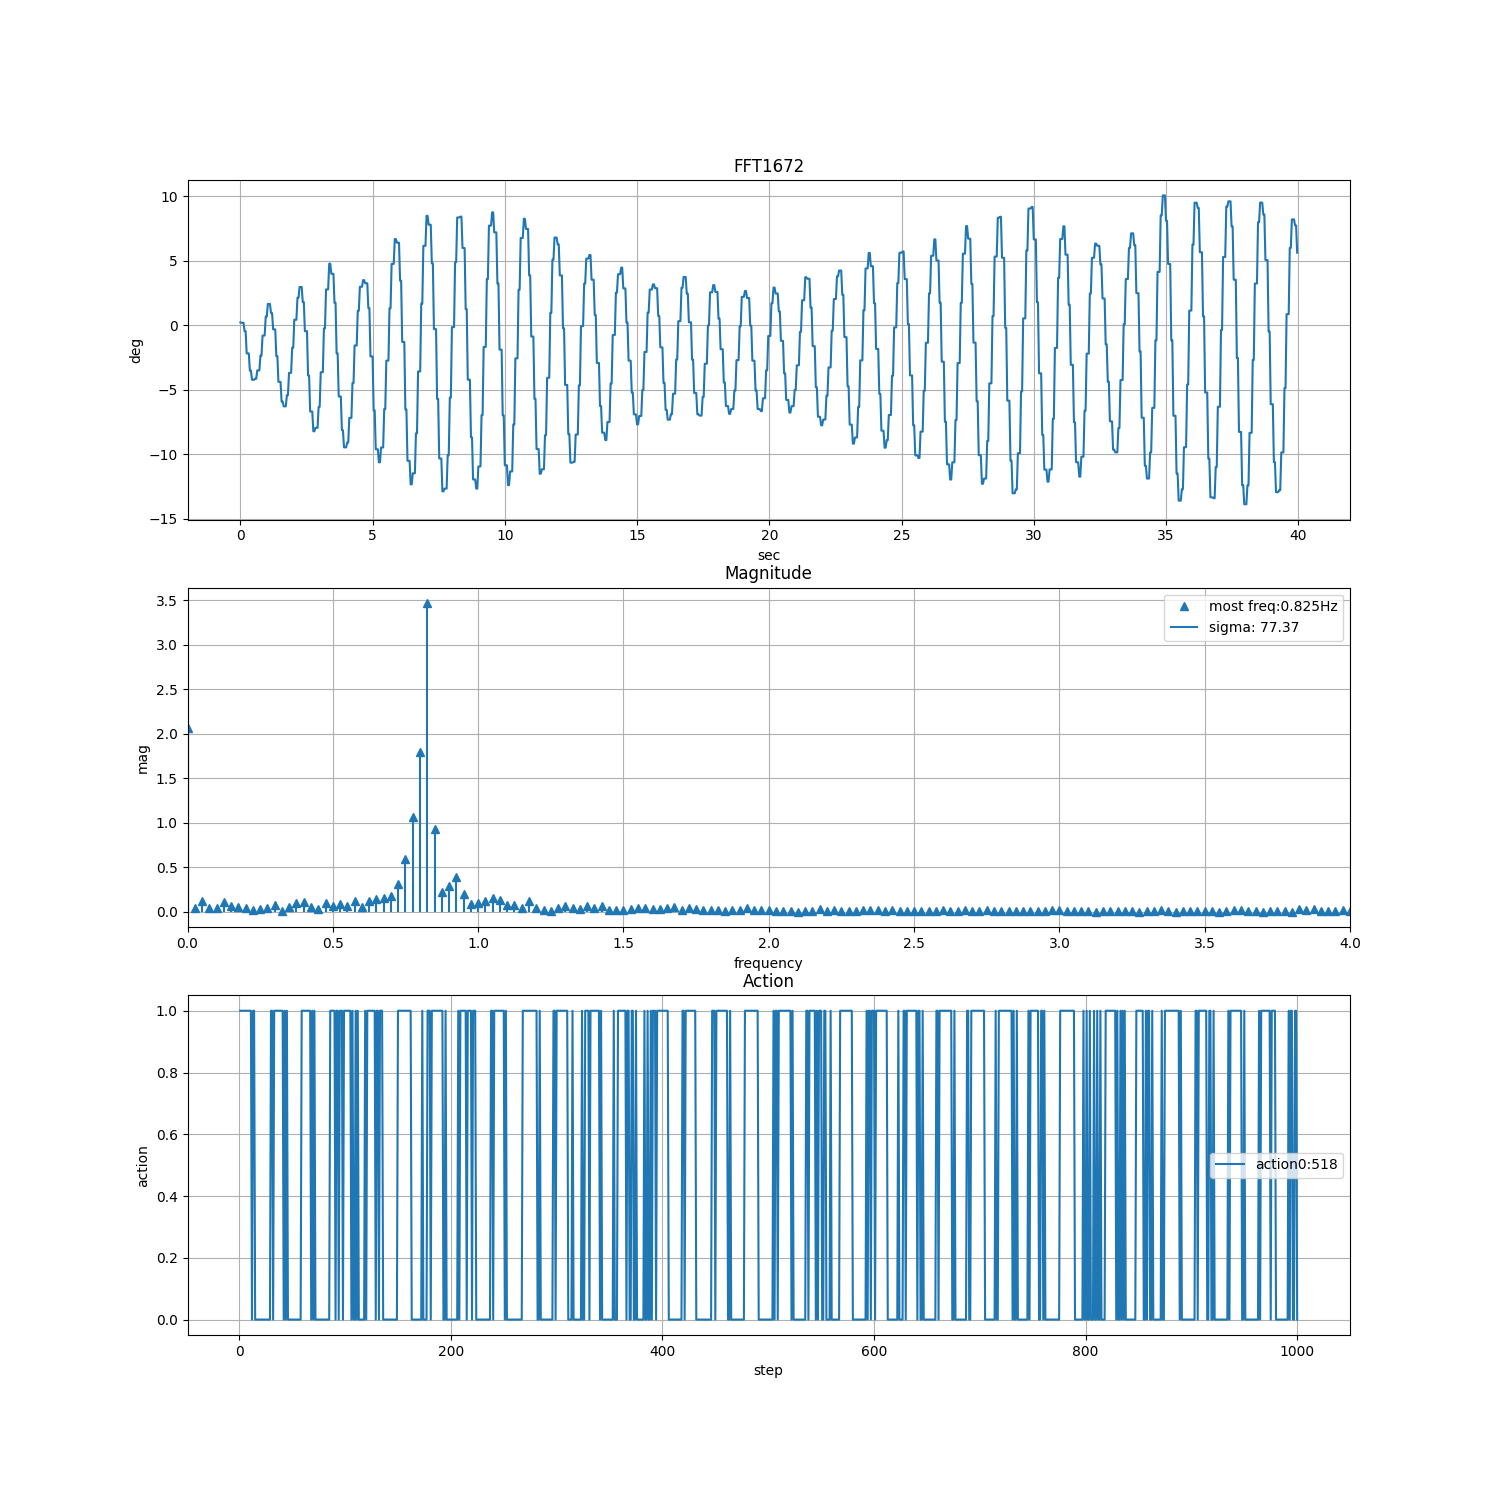 FFT1672
10
5
0
−5
−10
−15
deg
0 5 10 15 20 25 30 35 40
sec
Magnitude
most freq:0.825Hz
sigma: 77.37
3.5
3.0
2.5
2.0
1.5
1.0
0.5
0.0
mag
0.0 0.5 1.0 1.5 2.0 2.5 3.0 3.5 4.0
frequency
Action
1.0
0.8
0.6
0.4
0.2
0.0
action
action0:518
0 200 400 600 800 1000
step